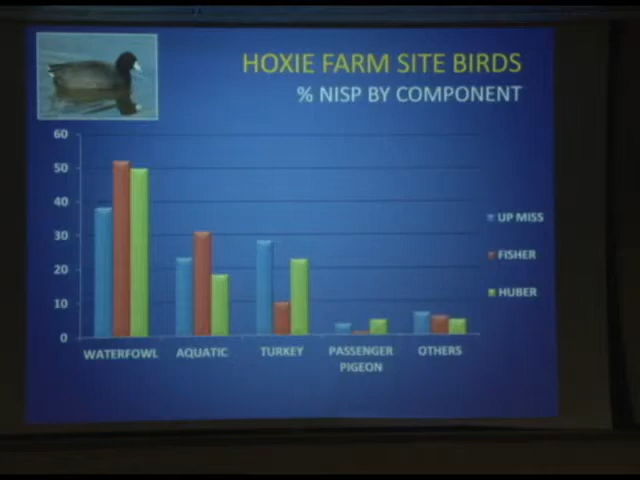 HOXIE FARM SITE BIRDS
% NISP BY COMPONENT
60
50
40
30
20
10
0
WATERFOWL
AQUATIC
TURKEY
PASSENGER PIGEON
OTHERS
UP MISS
FISHER
HUBER